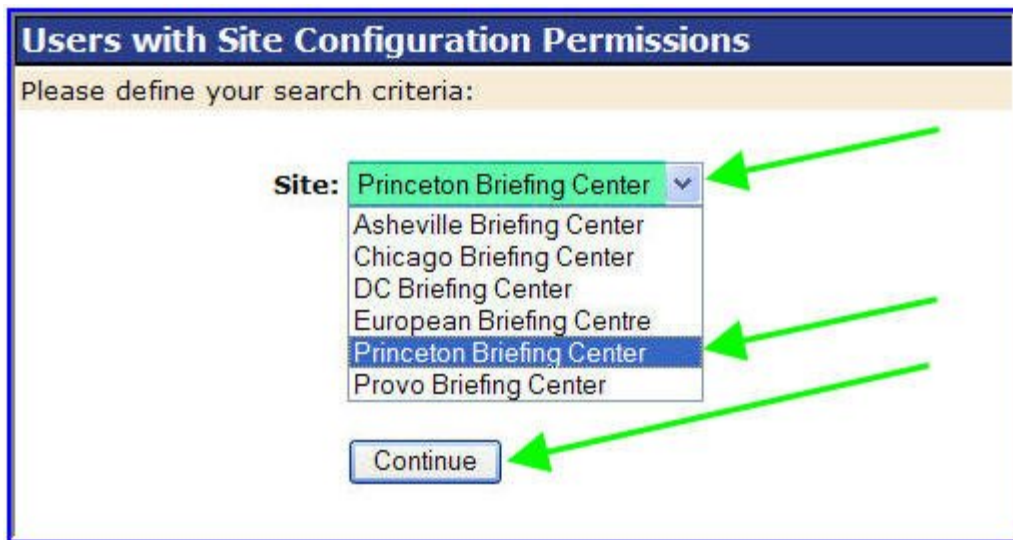 Users with Site Configuration Permissions
Please define your search criteria:
Site: Princeton Briefing Center
Asheville Briefing Center
Chicago Briefing Center
DC Briefing Center
European Briefing Centre
Princeton Briefing Center
Provo Briefing Center
Continue